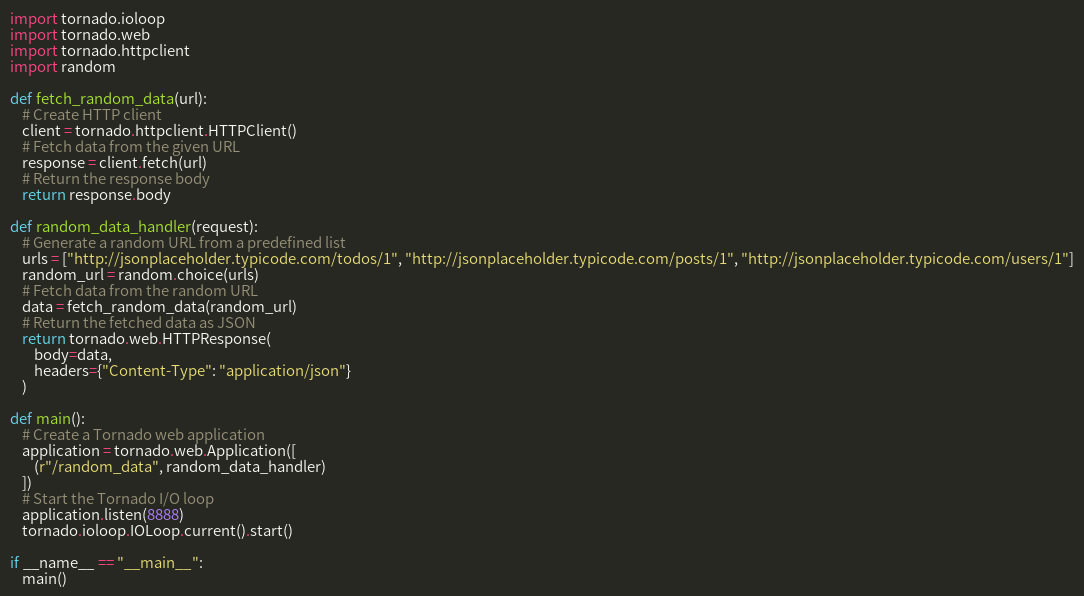 import tornado.ioloop
import tornado.web
import tornado.httpclient
import random

def fetch_random_data(url):
    # Create HTTP client
    client = tornado.httpclient.HTTPClient()
    # Fetch data from the given URL
    response = client.fetch(url)
    # Return the response body
    return response.body

def random_data_handler(request):
    # Generate a random URL from a predefined list
    urls = ["http://jsonplaceholder.typicode.com/todos/1", "http://jsonplaceholder.typicode.com/posts/1", "http://jsonplaceholder.typicode.com/users/1"]
    random_url = random.choice(urls)
    # Fetch data from the random URL
    data = fetch_random_data(random_url)
    # Return the fetched data as JSON
    return tornado.web.HTTPResponse(
        body=data,
        headers={"Content-Type": "application/json"}
    )

def main():
    # Create a Tornado web application
    application = tornado.web.Application([
        (r"/random_data", random_data_handler)
    ])
    # Start the Tornado I/O loop
    application.listen(8888)
    tornado.ioloop.IOLoop.current().start()

if __name__ == "__main__":
    main()